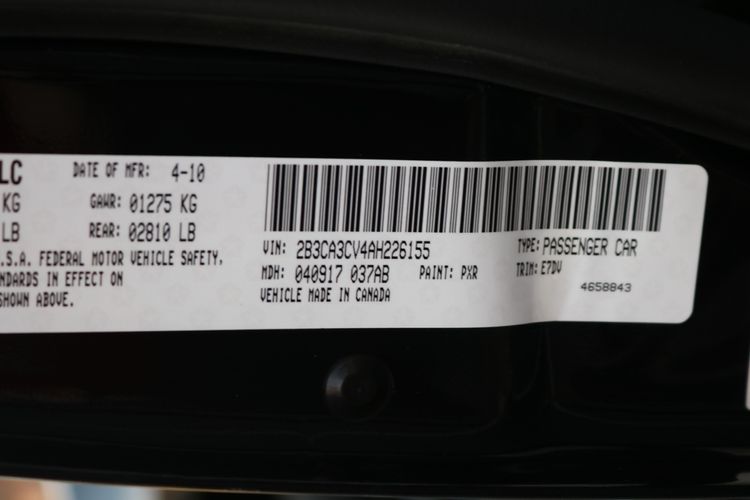 LC DATE OF MFR: 4-10
KG GAWR: 01275 KG
LB REAR: 02810 LB
.S.A. FEDERAL MOTOR VEHICLE SAFETY,
NDARDS IN EFFECT ON
SHOWN ABOVE.
VIN: 2B3CA3CV4AH226155 TYPE: PASSENGER CAR
MDH: 040917 037AB PAINT: PXR TRIM: E7DV
VEHICLE MADE IN CANADA
4658843